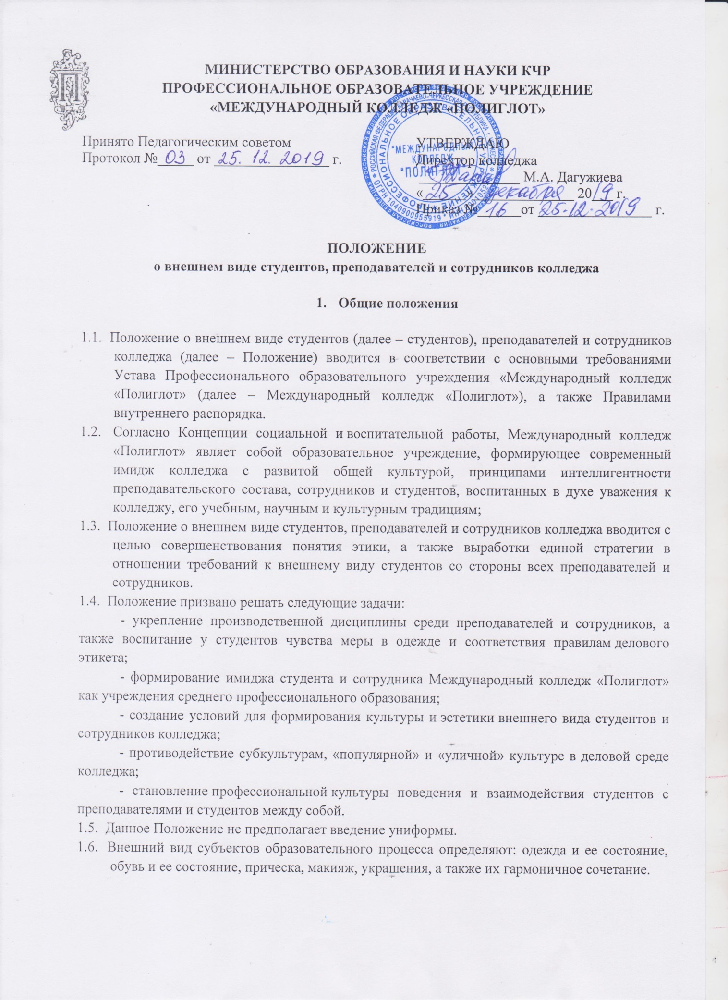 МИНИСТЕРСТВО ОБРАЗОВАНИЯ И НАУКИ КЧР
ПРОФЕССИОНАЛЬНОЕ ОБРАЗОВАТЕЛЬНОЕ УЧРЕЖДЕНИЕ
«МЕЖДУНАРОДНЫЙ КОЛЛЕДЖ «ПОЛИГЛОТ»
Принято Педагогическим советом
Протокол № 03 от 25. 12. 2019 г.
УТВЕРЖДАЮ
Директор колледжа
М.А. Дагужиева
«25» декабря 2019 г.
Приказ № 16 от 25.12.2019 г.
"МЕЖДУНАРОДНЫЙ
КОЛЛЕДЖ
"ПОЛИГЛОТ"
ПРОФЕССИОНАЛЬНОЕ ОБРАЗОВАТЕЛЬНОЕ УЧРЕЖДЕНИЕ
ОГРН 1040900955919
ПОЛОЖЕНИЕ
о внешнем виде студентов, преподавателей и сотрудников колледжа
1. Общие положения
1.1. Положение о внешнем виде студентов (далее – студентов), преподавателей и сотрудников
колледжа (далее – Положение) вводится в соответствии с основными требованиями
Устава Профессионального образовательного учреждения «Международный колледж
«Полиглот» (далее – Международный колледж «Полиглот»), а также Правилами
внутреннего распорядка.
1.2. Согласно Концепции социальной и воспитательной работы, Международный колледж
«Полиглот» являет собой образовательное учреждение, формирующее современный
имидж колледжа с развитой общей культурой, принципами интеллигентности
преподавательского состава, сотрудников и студентов, воспитанных в духе уважения к
колледжу, его учебным, научным и культурным традициям;
1.3. Положение о внешнем виде студентов, преподавателей и сотрудников колледжа вводится с
целью совершенствования понятия этики, а также выработки единой стратегии в
отношении требований к внешнему виду студентов со стороны всех преподавателей и
сотрудников.
1.4. Положение призвано решать следующие задачи:
- укрепление производственной дисциплины среди преподавателей и сотрудников, а
также воспитание у студентов чувства меры в одежде и соответствия правилам делового
этикета;
- формирование имиджа студента и сотрудника Международный колледж «Полиглот»
как учреждения среднего профессионального образования;
- создание условий для формирования культуры и эстетики внешнего вида студентов и
сотрудников колледжа;
- противодействие субкультурам, «популярной» и «уличной» культуре в деловой среде
колледжа;
- становление профессиональной культуры поведения и взаимодействия студентов с
преподавателями и студентов между собой.
1.5. Данное Положение не предполагает введение униформы.
1.6. Внешний вид субъектов образовательного процесса определяют: одежда и ее состояние,
обувь и ее состояние, прическа, макияж, украшения, а также их гармоничное сочетание.